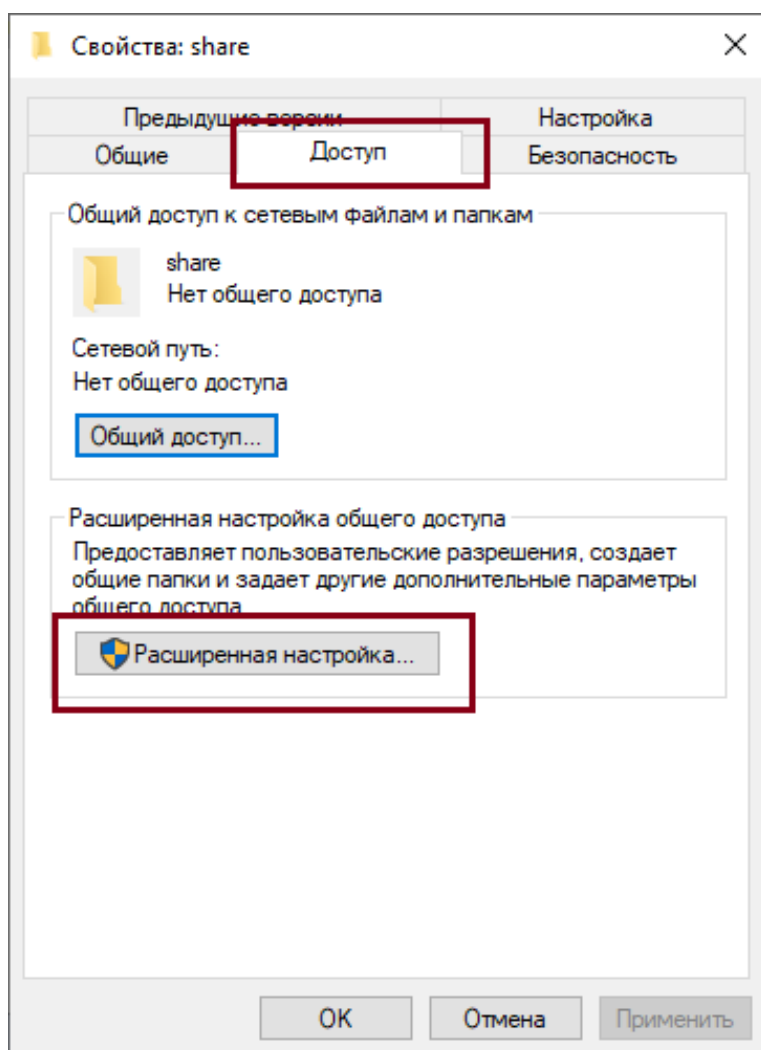 Свойства: share
Предыдущие версии
Настройка
Общие
Доступ
Безопасность
Общий доступ к сетевым файлам и папкам
share
Нет общего доступа
Сетевой путь:
Нет общего доступа
Общий доступ...
Расширенная настройка общего доступа
Предоставляет пользовательские разрешения, создает
общие папки и задает другие дополнительные параметры
общего доступа
Расширенная настройка...
OK
Отмена
Применить